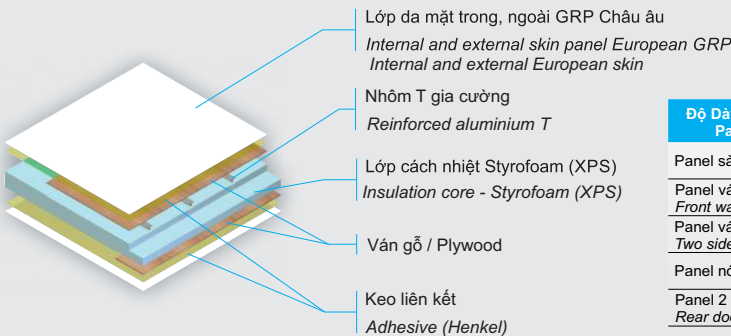 Lớp da mặt trong, ngoài GRP Châu âu
Internal and external skin panel European GRP
Internal and external European skin
Nhôm T gia cường
Reinforced aluminium T
Lớp cách nhiệt Styrofoam (XPS)
Insulation core - Styrofoam (XPS)
Ván gỗ / Plywood
Keo liên kết
Adhesive (Henkel)
Độ Dà
Pa
Panel sà
Panel vá
Front wa
Panel vá
Two side
Panel nó
Panel 2
Rear doo